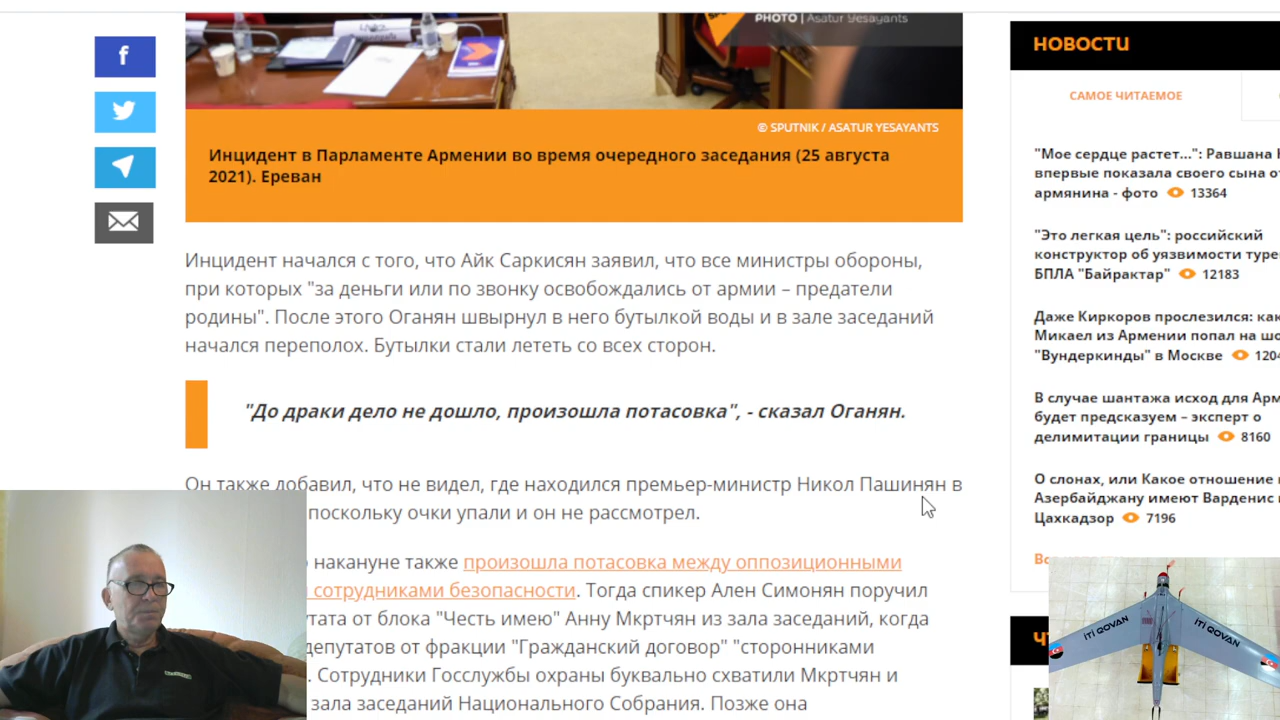 PHOTO | Asatur Yesayants
© SPUTNIK / ASATUR YESAYANTS
Инцидент в Парламенте Армении во время очередного заседания (25 августа
2021). Ереван
Инцидент начался с того, что Айк Саркисян заявил, что все министры обороны,
при которых "за деньги или по звонку освобождались от армии – предатели
родины". После этого Оганян швырнул в него бутылкой воды и в зале заседаний
начался переполох. Бутылки стали лететь со всех сторон.
"До драки дело не дошло, произошла потасовка", - сказал Оганян.
Он также добавил, что не видел, где находился премьер-министр Никол Пашинян в
поскольку очки упали и он не рассмотрел.
накануне также произошла потасовка между оппозиционными
сотрудниками безопасности. Тогда спикер Ален Симонян поручил
утата от блока "Честь имею" Анну Мкртчян из зала заседаний, когда
депутатов от фракции "Гражданский договор" "сторонниками
. Сотрудники Госслужбы охраны буквально схватили Мкртчян и
зала заседаний Национального Собрания. Позже она
НОВОСТИ
САМОЕ ЧИТАЕМОЕ
"Мое сердце растет...": Равшана К
впервые показала своего сына о
армянина - фото 13364
"Это легкая цель": российский
конструктор об уязвимости туре
БПЛА "Байрактар" 12183
Даже Киркоров прослезился: как
Микаел из Армении попал на шо
"Вундеркинды" в Москве 1204
В случае шантажа исход для Арм
будет предсказуем – эксперт о
делимитации границы 8160
О слонах, или Какое отношение к
Азербайджану имеют Варденис и
Цахкадзор 7196
İTİ QOVAN
İTİ QOVAN